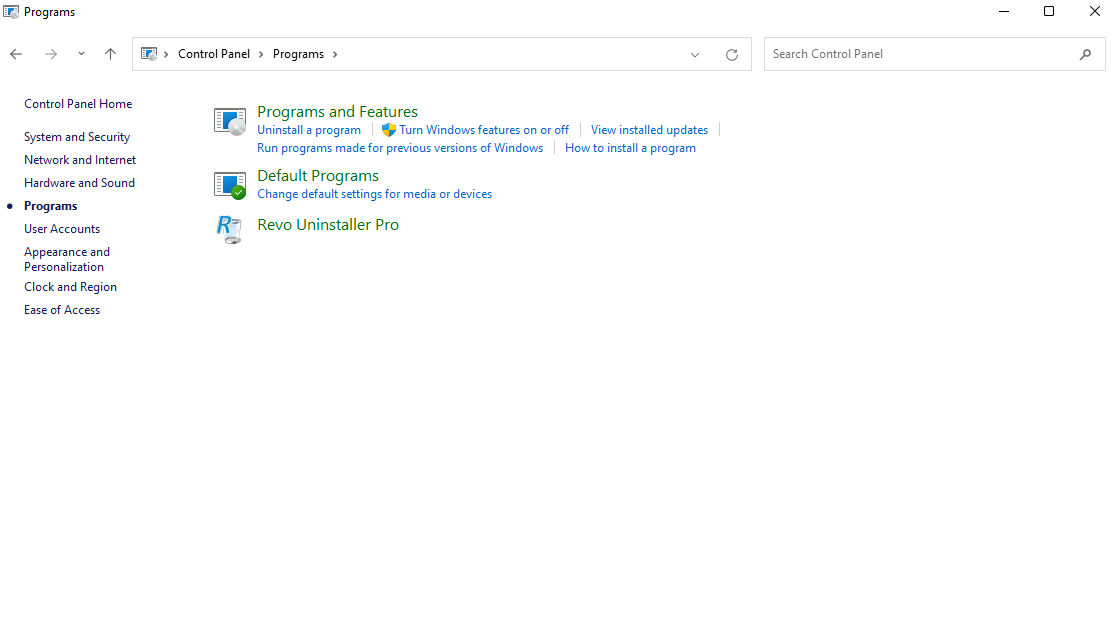 Programs
Control Panel > Programs >
Search Control Panel
Control Panel Home
System and Security
Network and Internet
Hardware and Sound
Programs
User Accounts
Appearance and
Personalization
Clock and Region
Ease of Access
Programs and Features
Uninstall a program | Turn Windows features on or off | View installed updates |
Run programs made for previous versions of Windows | How to install a program
Default Programs
Change default settings for media or devices
Revo Uninstaller Pro